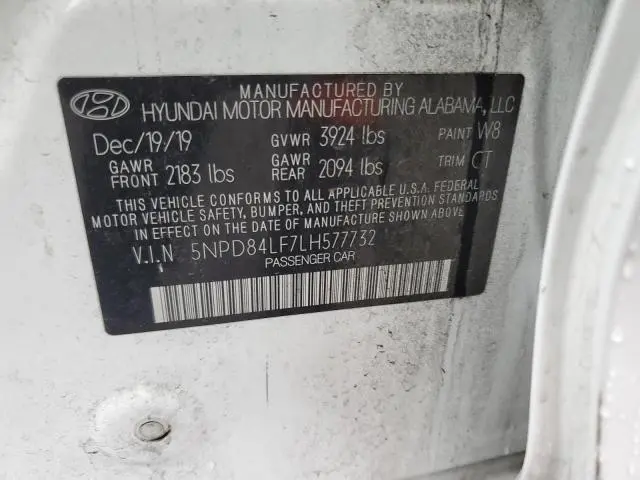 MANUFACTURED BY
HYUNDAI MOTOR MANUFACTURING ALABAMA, LLC
Dec/19/19 GVWR 3924 lbs PAINT W8
GAWR FRONT 2183 lbs GAWR REAR 2094 lbs TRIM CT
THIS VEHICLE CONFORMS TO ALL APPLICABLE U.S.A. FEDERAL
MOTOR VEHICLE SAFETY, BUMPER, AND THEFT PREVENTION STANDARDS
IN EFFECT ON THE DATE OF MANUFACTURE SHOWN ABOVE.
V.I.N 5NPD84LF7LH577732
PASSENGER CAR